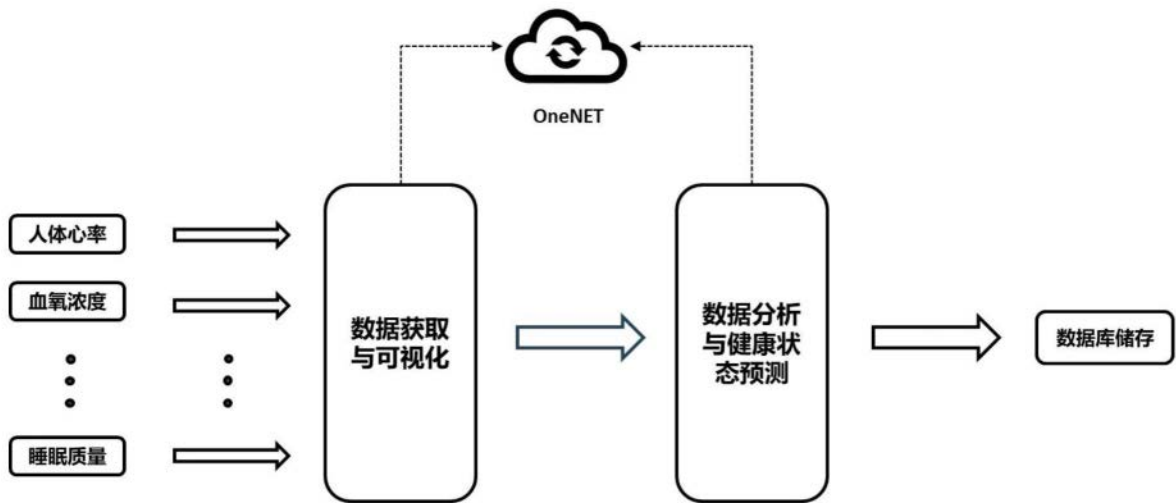 OneNET
人体心率
血氧浓度
睡眠质量
数据获取
与可视化
数据分析
与健康状
态预测
数据库储存